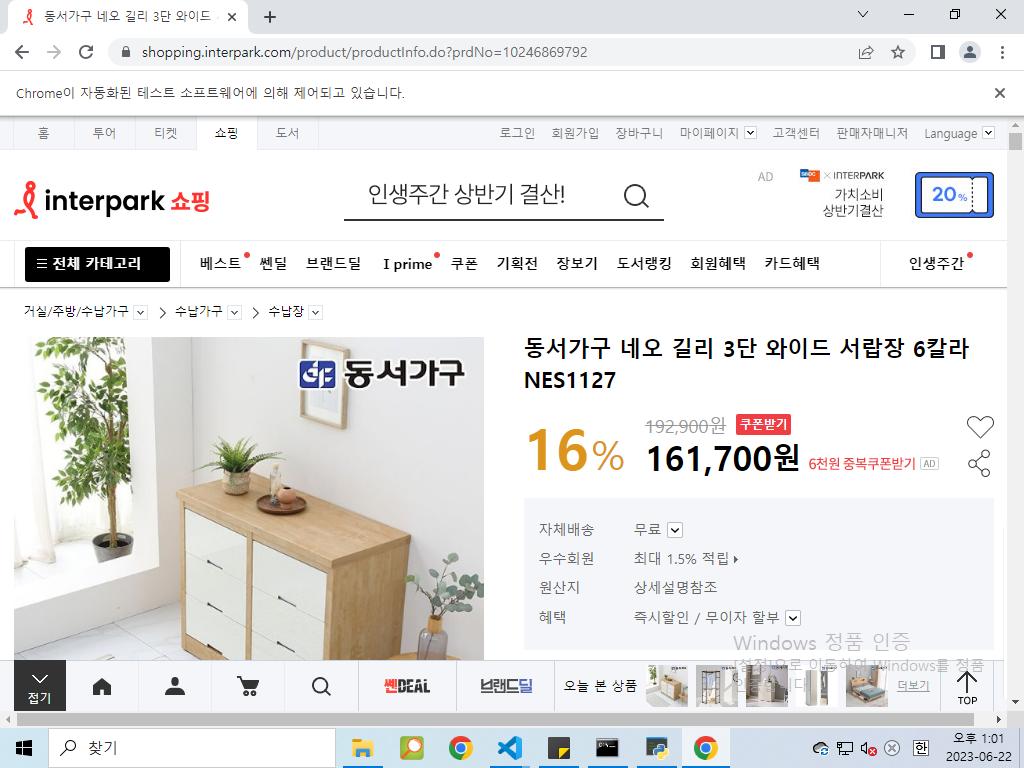 동서가구 네오 길리 3단 와이드
shopping.interpark.com/product/productInfo.do?prdNo=10246869792
Chrome이 자동화된 테스트 소프트웨어에 의해 제어되고 있습니다.
홈 투어 티켓 쇼핑 도서 로그인 회원가입 장바구니 마이페이지 고객센터 판매자매니저 Language
interpark 쇼핑
인생주간 상반기 결산!
AD
× INTERPARK
가치소비
상반기결산
20%
전체 카테고리 베스트 쎈딜 브랜드딜 I prime 쿠폰 기획전 장보기 도서랭킹 회원혜택 카드혜택 인생주간
거실/주방/수납가구 수납가구 수납장
동서가구
동서가구 네오 길리 3단 와이드 서랍장 6칼라
NES1127
16%
192,900원 쿠폰받기
161,700원 6천원 중복쿠폰받기 AD
자체배송 무료
우수회원 최대 1.5% 적립
원산지 상세설명참조
혜택 즉시할인 / 무이자 할부
Windows 정품 인증
[설정]으로 이동하여 Windows를 정품
접기 쎈DEAL 브랜드딜 오늘 본 상품 더보기 TOP
찾기
한
오후 1:01
2023-06-22